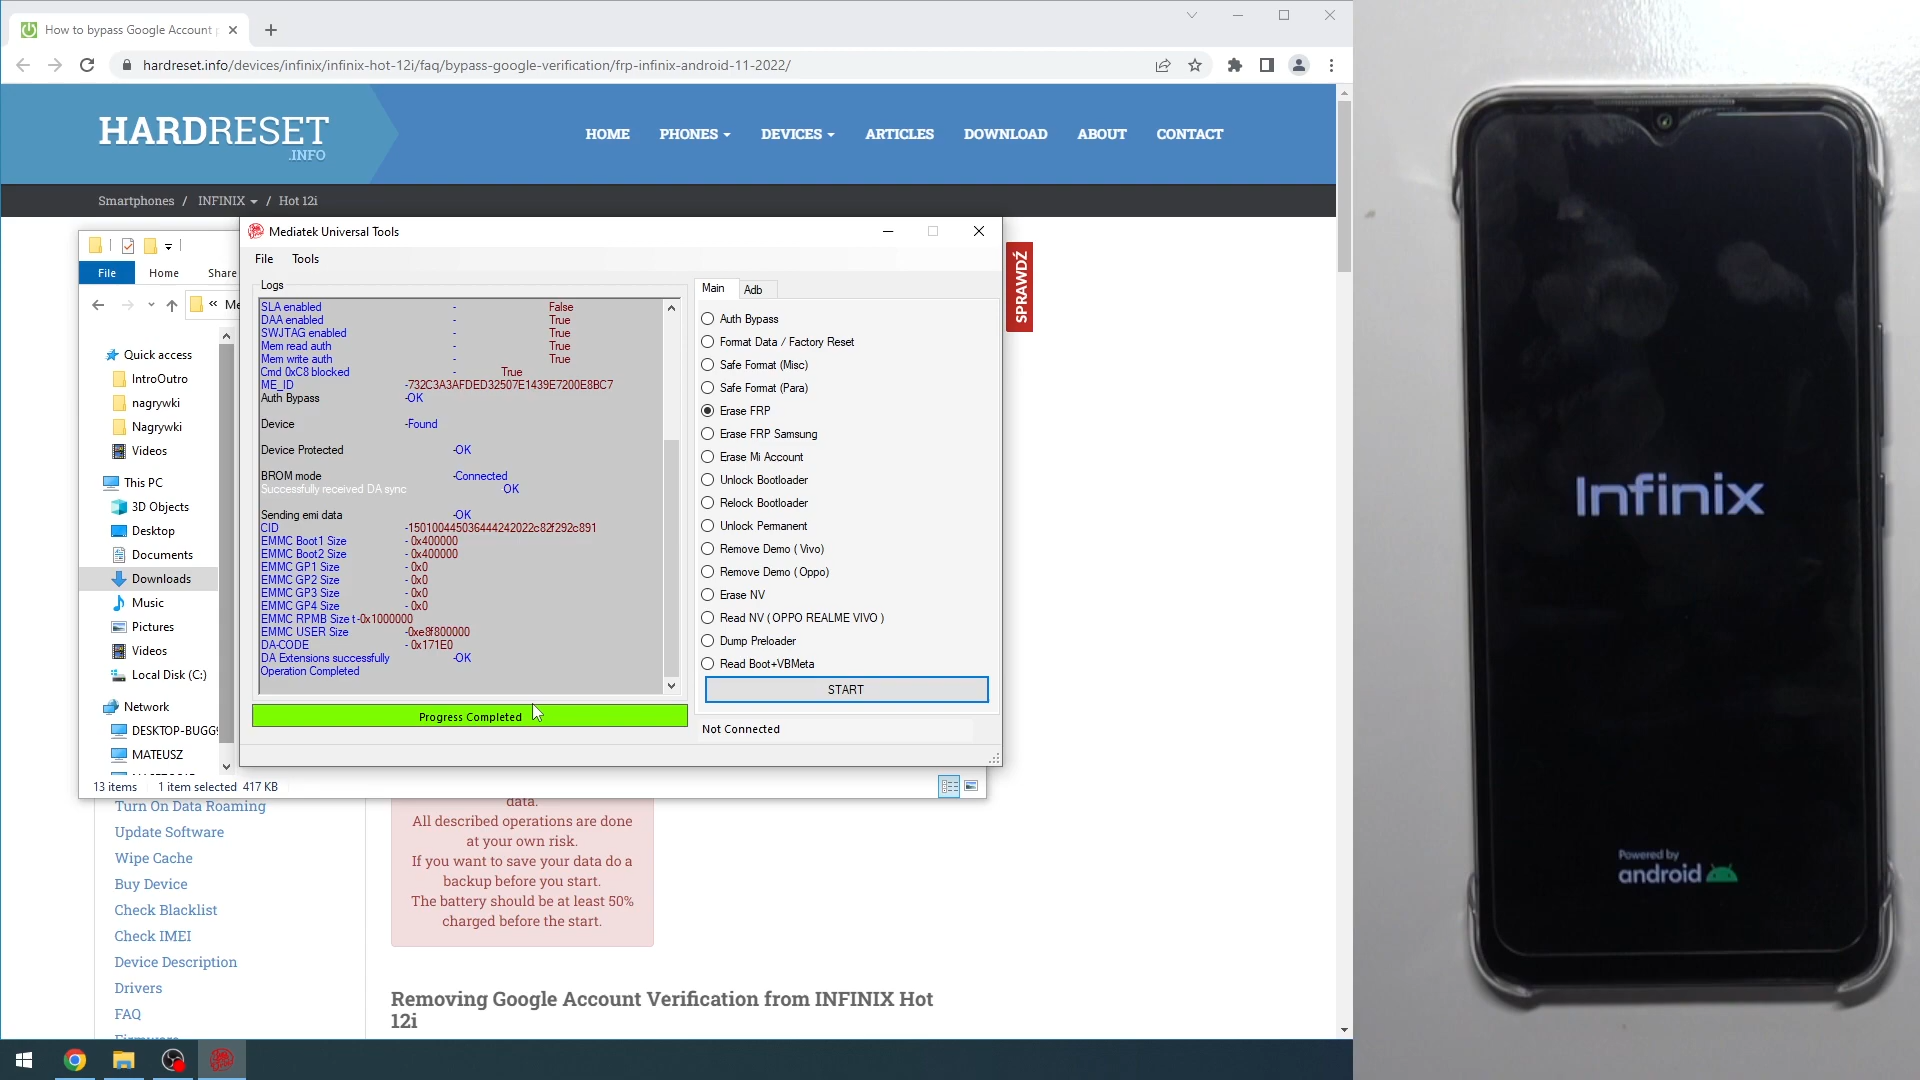 How to bypass Google Account p
hardreset.info/devices/infinix/infinix-hot-12i/faq/bypass-google-verification/frp-infinix-android-11-2022/
HARDRESET
.INFO
HOME
PHONES
DEVICES
ARTICLES
DOWNLOAD
ABOUT
CONTACT
Smartphones / INFINIX / Hot 12i
File
Home
Share
« Me
Quick access
IntroOutro
nagrywki
Nagrywki
Videos
This PC
3D Objects
Desktop
Documents
Downloads
Music
Pictures
Videos
Local Disk (C:)
Network
DESKTOP-BUGG9
MATEUSZ
13 items
1 item selected 417 KB
Mediatek Universal Tools
File
Tools
Logs
SLA enabled - False
DAA enabled - True
SWJTAG enabled - True
Mem read auth - True
Mem write auth - True
Cmd 0xC8 blocked - True
ME_ID -732C3A3AFDED32507E1439E7200E8BC7
Auth Bypass -OK
Device -Found
Device Protected -OK
BROM mode -Connected
Successfully received DA sync -OK
Sending emi data -OK
CID -150100445036444242022c82f292c891
EMMC Boot1 Size - 0x400000
EMMC Boot2 Size - 0x400000
EMMC GP1 Size - 0x0
EMMC GP2 Size - 0x0
EMMC GP3 Size - 0x0
EMMC GP4 Size - 0x0
EMMC RPMB Size t -0x1000000
EMMC USER Size -0xe8f800000
DA-CODE - 0x171E0
DA Extensions successfully -OK
Operation Completed
Progress Completed
Main
Adb
Auth Bypass
Format Data / Factory Reset
Safe Format (Misc)
Safe Format (Para)
Erase FRP
Erase FRP Samsung
Erase Mi Account
Unlock Bootloader
Relock Bootloader
Unlock Permanent
Remove Demo ( Vivo)
Remove Demo ( Oppo)
Erase NV
Read NV ( OPPO REALME VIVO )
Dump Preloader
Read Boot+VBMeta
START
Not Connected
SPRAWDŹ
Turn On Data Roaming
Update Software
Wipe Cache
Buy Device
Check Blacklist
Check IMEI
Device Description
Drivers
FAQ
Firmware
data.
All described operations are done
at your own risk.
If you want to save your data do a
backup before you start.
The battery should be at least 50%
charged before the start.
Removing Google Account Verification from INFINIX Hot
12i
Infinix
Powered by
android